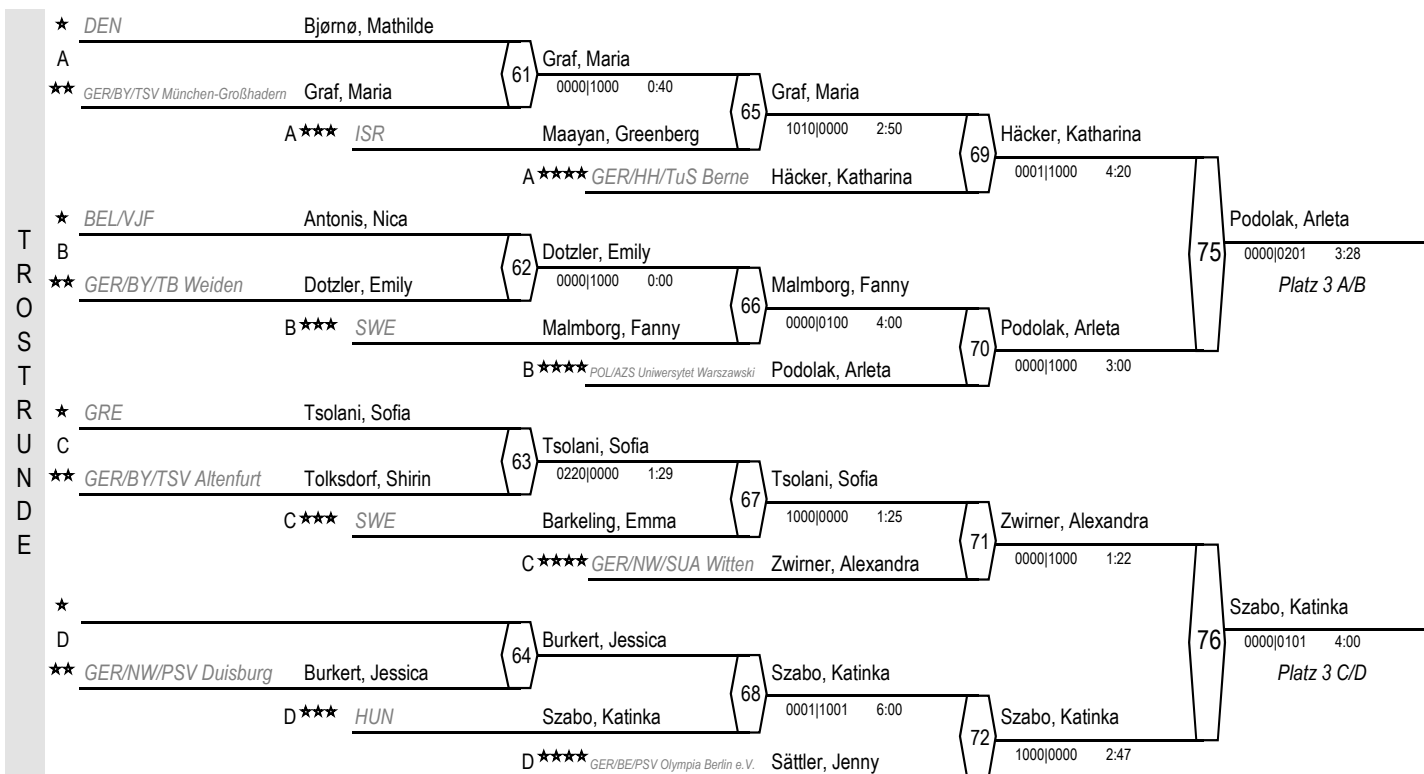 TROSTRUNDE
★ DEN Bjørnø, Mathilde
A
★★ GER/BY/TSV München-Großhadern Graf, Maria
61
Graf, Maria
0000|1000 0:40
A★★★ ISR Maayan, Greenberg
65
Graf, Maria
1010|0000 2:50
A★★★★ GER/HH/TuS Berne Häcker, Katharina
69
Häcker, Katharina
0001|1000 4:20
★ BEL/VJF Antonis, Nica
B
★★ GER/BY/TB Weiden Dotzler, Emily
62
Dotzler, Emily
0000|1000 0:00
B★★★ SWE Malmborg, Fanny
66
Malmborg, Fanny
0000|0100 4:00
B★★★★ POL/AZS Uniwersytet Warszawski Podolak, Arleta
70
Podolak, Arleta
0000|1000 3:00
75
Podolak, Arleta
0000|0201 3:28
Platz 3 A/B
★ GRE Tsolani, Sofia
C
★★ GER/BY/TSV Altenfurt Tolksdorf, Shirin
63
Tsolani, Sofia
0220|0000 1:29
C★★★ SWE Barkeling, Emma
67
Tsolani, Sofia
1000|0000 1:25
C★★★★ GER/NW/SUA Witten Zwirner, Alexandra
71
Zwirner, Alexandra
0000|1000 1:22
★
D
★★ GER/NW/PSV Duisburg Burkert, Jessica
64
Burkert, Jessica
D★★★ HUN Szabo, Katinka
68
Szabo, Katinka
0001|1001 6:00
D★★★★ GER/BE/PSV Olympia Berlin e.V. Sättler, Jenny
72
Szabo, Katinka
1000|0000 2:47
76
Szabo, Katinka
0000|0101 4:00
Platz 3 C/D